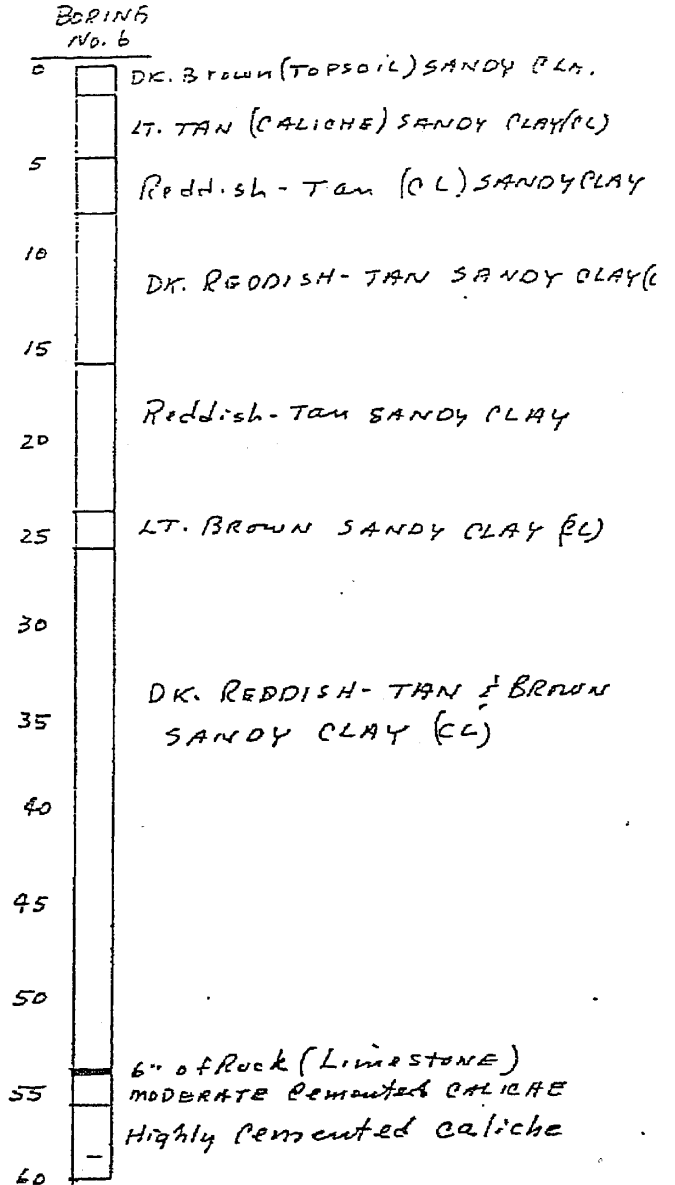 BORING
No. 6
0
DK. Brown (TOPSOIL) SANDY CLA.
LT. TAN (CALICHE) SANDY CLAY (CL)
5
Reddish-Tan (CL) SANDY CLAY
10
DK. REDDISH-TAN SANDY CLAY (C
15
Reddish-Tan SANDY CLAY
20
25
LT. BROWN SANDY CLAY (CL)
30
DK. REDDISH-TAN & BROWN
35
SANDY CLAY (CL)
40
45
50
6" of Rock (LimeStONE)
55
MODERATE Cemented CALICHE
Highly Cemented caliche
60